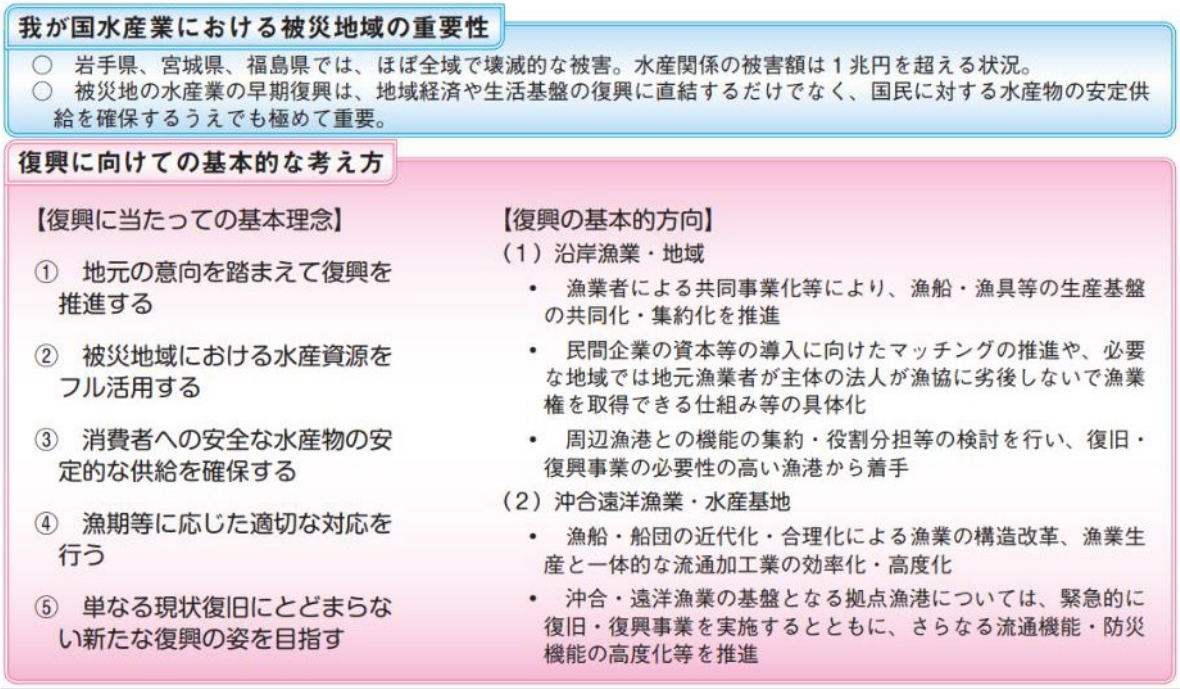 我が国水産業における被災地域の重要性
○　岩手県、宮城県、福島県では、ほぼ全域で壊滅的な被害。水産関係の被害額は１兆円を超える状況。
○　被災地の水産業の早期復興は、地域経済や生活基盤の復興に直結するだけでなく、国民に対する水産物の安定供
給を確保するうえでも極めて重要。
復興に向けての基本的な考え方
【復興に当たっての基本理念】
①　地元の意向を踏まえて復興を
推進する
②　被災地域における水産資源を
フル活用する
③　消費者への安全な水産物の安
定的な供給を確保する
④　漁期等に応じた適切な対応を
行う
⑤　単なる現状復旧にとどまらな
い新たな復興の姿を目指す
【復興の基本的方向】
（１）沿岸漁業・地域
•　漁業者による共同事業化等により、漁船・漁具等の生産基盤
の共同化・集約化を推進
•　民間企業の資本等の導入に向けたマッチングの推進や、必要
な地域では地元漁業者が主体の法人が漁協に劣後しないで漁業
権を取得できる仕組み等の具体化
•　周辺漁港との機能の集約・役割分担等の検討を行い、復旧・
復興事業の必要性の高い漁港から着手
（２）沖合遠洋漁業・水産基地
•　漁船・船団の近代化・合理化による漁業の構造改革、漁業生
産と一体的な流通加工業の効率化・高度化
•　沖合・遠洋漁業の基盤となる拠点漁港については、緊急的に
復旧・復興事業を実施するとともに、さらなる流通機能・防災
機能の高度化等を推進